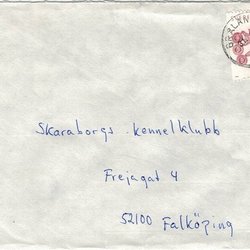 Skaraborgs kennelklubb
Frejagat 4
52100 Falköping